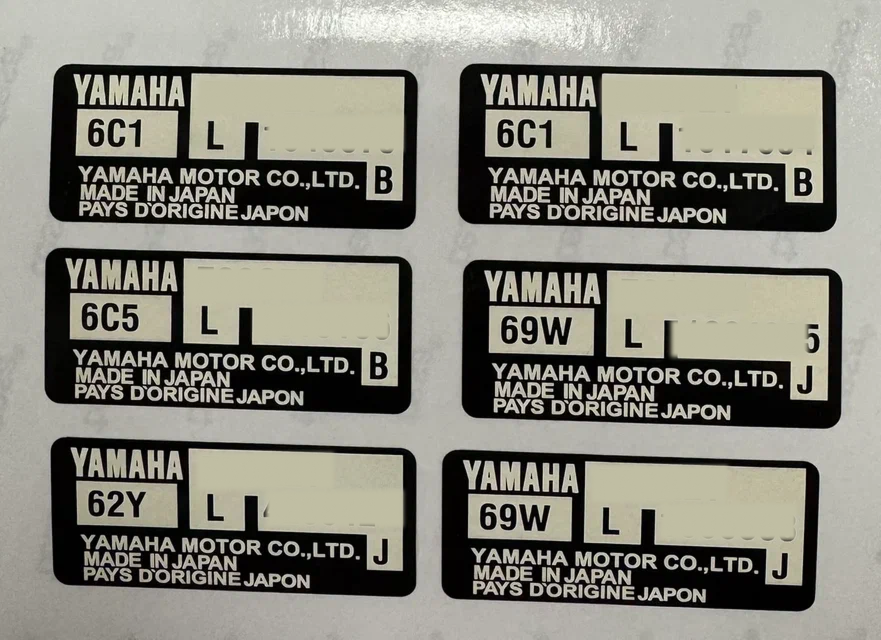 YAMAHA
6C1 L
YAMAHA MOTOR CO.,LTD. B
MADE IN JAPAN
PAYS D'ORIGINE JAPON
YAMAHA
6C1 L
YAMAHA MOTOR CO.,LTD. B
MADE IN JAPAN
PAYS D'ORIGINE JAPON
YAMAHA
6C5 L
YAMAHA MOTOR CO.,LTD. B
MADE IN JAPAN
PAYS D'ORIGINE JAPON
YAMAHA
69W L 5
YAMAHA MOTOR CO.,LTD. J
MADE IN JAPAN
PAYS D'ORIGINE JAPON
YAMAHA
62Y L
YAMAHA MOTOR CO.,LTD. J
MADE IN JAPAN
PAYS D'ORIGINE JAPON
YAMAHA
69W L
YAMAHA MOTOR CO.,LTD. J
MADE IN JAPAN
PAYS D'ORIGINE JAPON